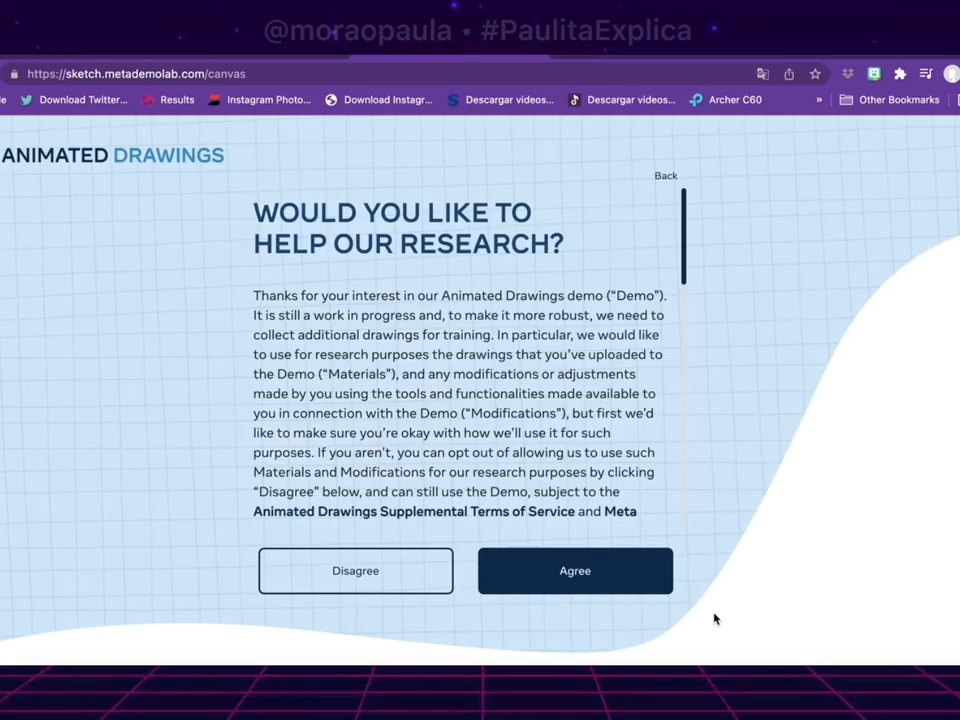 @moraopaula • #PaulitaExplica
https://sketch.metademolab.com/canvas
le Download Twitter... Results Instagram Photo... Download Instagr... Descargar videos... Descargar videos... Archer C60 » Other Bookmarks
ANIMATED DRAWINGS
Back
WOULD YOU LIKE TO
HELP OUR RESEARCH?
Thanks for your interest in our Animated Drawings demo (“Demo”).
It is still a work in progress and, to make it more robust, we need to
collect additional drawings for training. In particular, we would like
to use for research purposes the drawings that you’ve uploaded to
the Demo (“Materials”), and any modifications or adjustments
made by you using the tools and functionalities made available to
you in connection with the Demo (“Modifications”), but first we’d
like to make sure you’re okay with how we’ll use it for such
purposes. If you aren’t, you can opt out of allowing us to use such
Materials and Modifications for our research purposes by clicking
“Disagree” below, and can still use the Demo, subject to the
Animated Drawings Supplemental Terms of Service and Meta
Disagree
Agree